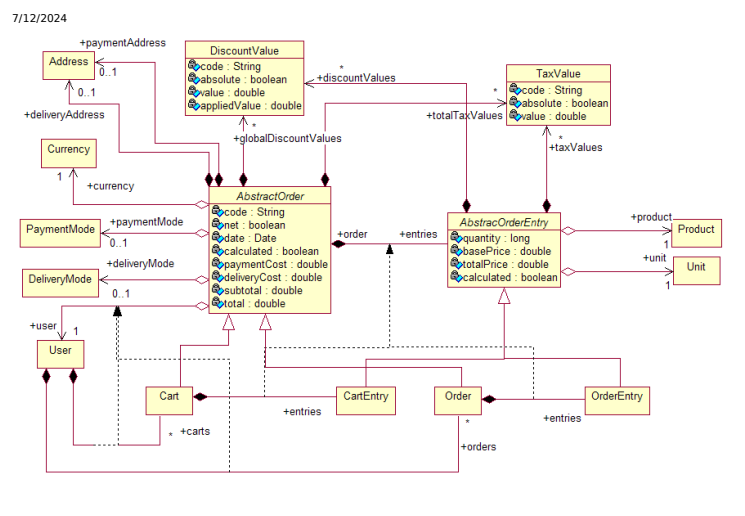 7/12/2024
+paymentAddress
Address
0..1
0..1
+deliveryAddress
DiscountValue
code : String
absolute : boolean
value : double
appliedValue : double
*
+discountValues
*
+globalDiscountValues
TaxValue
code : String
absolute : boolean
value : double
*
+totalTaxValues
*
+taxValues
Currency
1
+currency
PaymentMode
+paymentMode
0..1
DeliveryMode
+deliveryMode
0..1
+user
1
User
AbstractOrder
code : String
net : boolean
date : Date
calculated : boolean
paymentCost : double
deliveryCost : double
subtotal : double
total : double
+order
+entries
AbstracOrderEntry
quantity : long
basePrice : double
totalPrice : double
calculated : boolean
+product
Product
1
+unit
Unit
1
Cart
* +carts
+entries
CartEntry
Order
*
+orders
+entries
OrderEntry